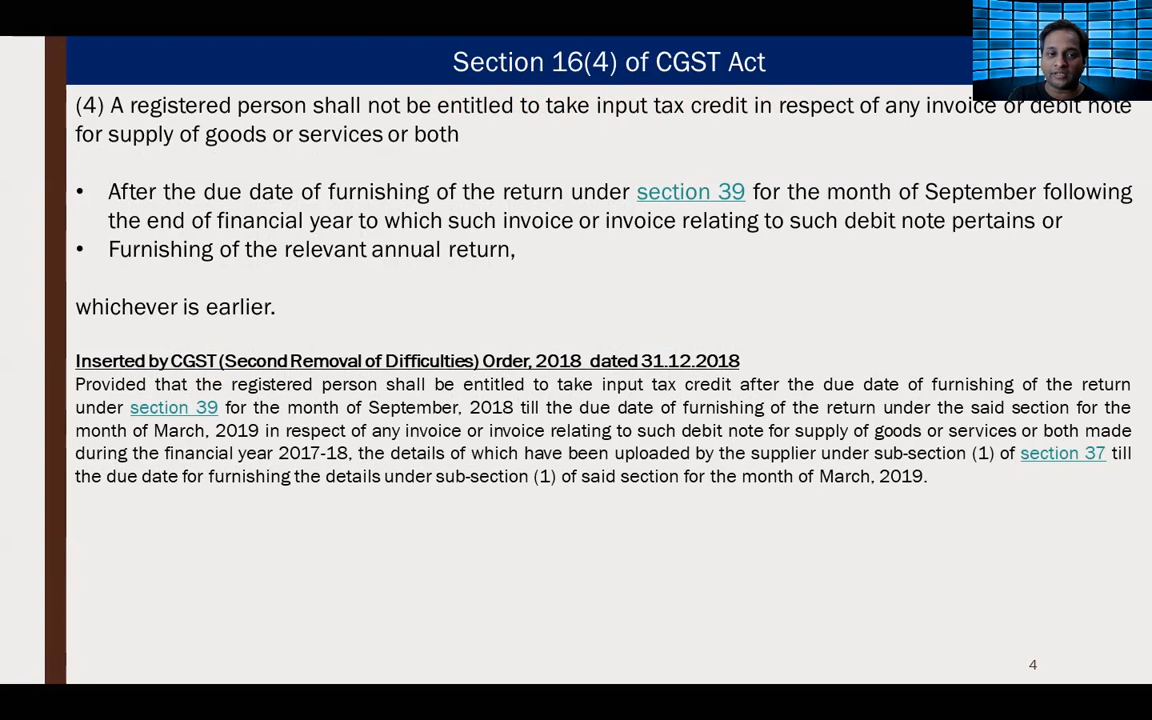 Section 16(4) of CGST Act
(4) A registered person shall not be entitled to take input tax credit in respect of any invoice or debit note
for supply of goods or services or both
• After the due date of furnishing of the return under section 39 for the month of September following
the end of financial year to which such invoice or invoice relating to such debit note pertains or
• Furnishing of the relevant annual return,
whichever is earlier.
Inserted by CGST (Second Removal of Difficulties) Order, 2018 dated 31.12.2018
Provided that the registered person shall be entitled to take input tax credit after the due date of furnishing of the return
under section 39 for the month of September, 2018 till the due date of furnishing of the return under the said section for the
month of March, 2019 in respect of any invoice or invoice relating to such debit note for supply of goods or services or both made
during the financial year 2017-18, the details of which have been uploaded by the supplier under sub-section (1) of section 37 till
the due date for furnishing the details under sub-section (1) of said section for the month of March, 2019.
4